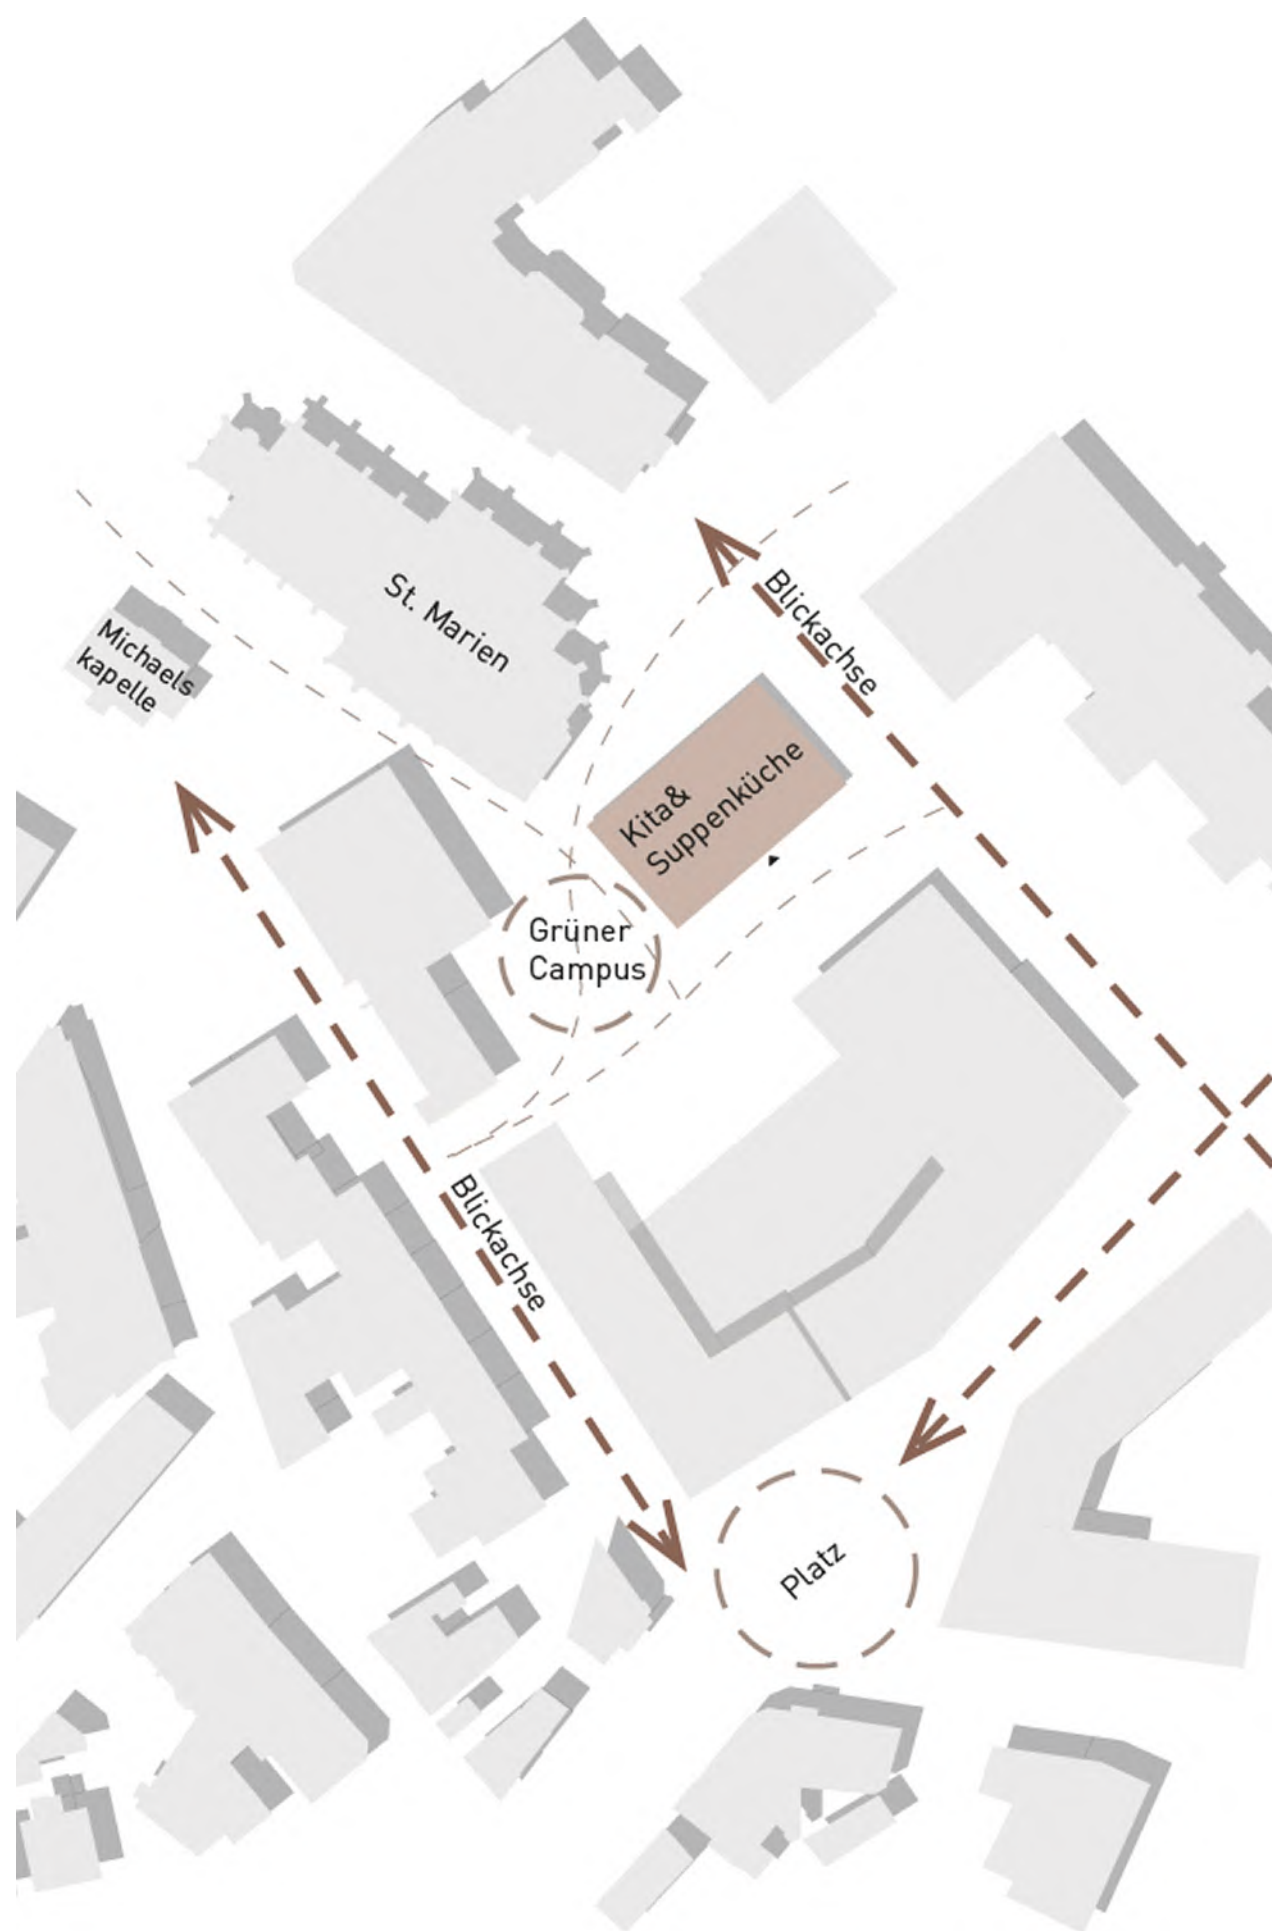 Blickachse
St. Marien
Michaels
kapelle
Kita&
Suppenküche
Grüner
Campus
Blickachse
Platz